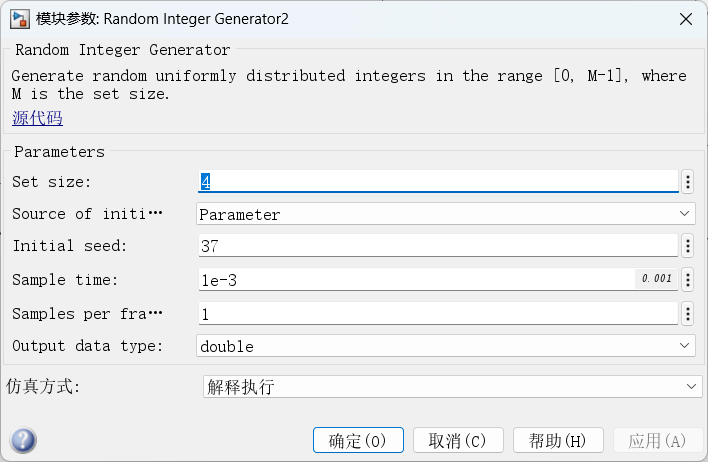 模块参数: Random Integer Generator2
Random Integer Generator
Generate random uniformly distributed integers in the range [0, M-1], where
M is the set size.
源代码
Parameters
Set size: 4
Source of initi… Parameter
Initial seed: 37
Sample time: 1e-3 0.001
Samples per fra… 1
Output data type: double
仿真方式: 解释执行
确定(O) 取消(C) 帮助(H) 应用(A)